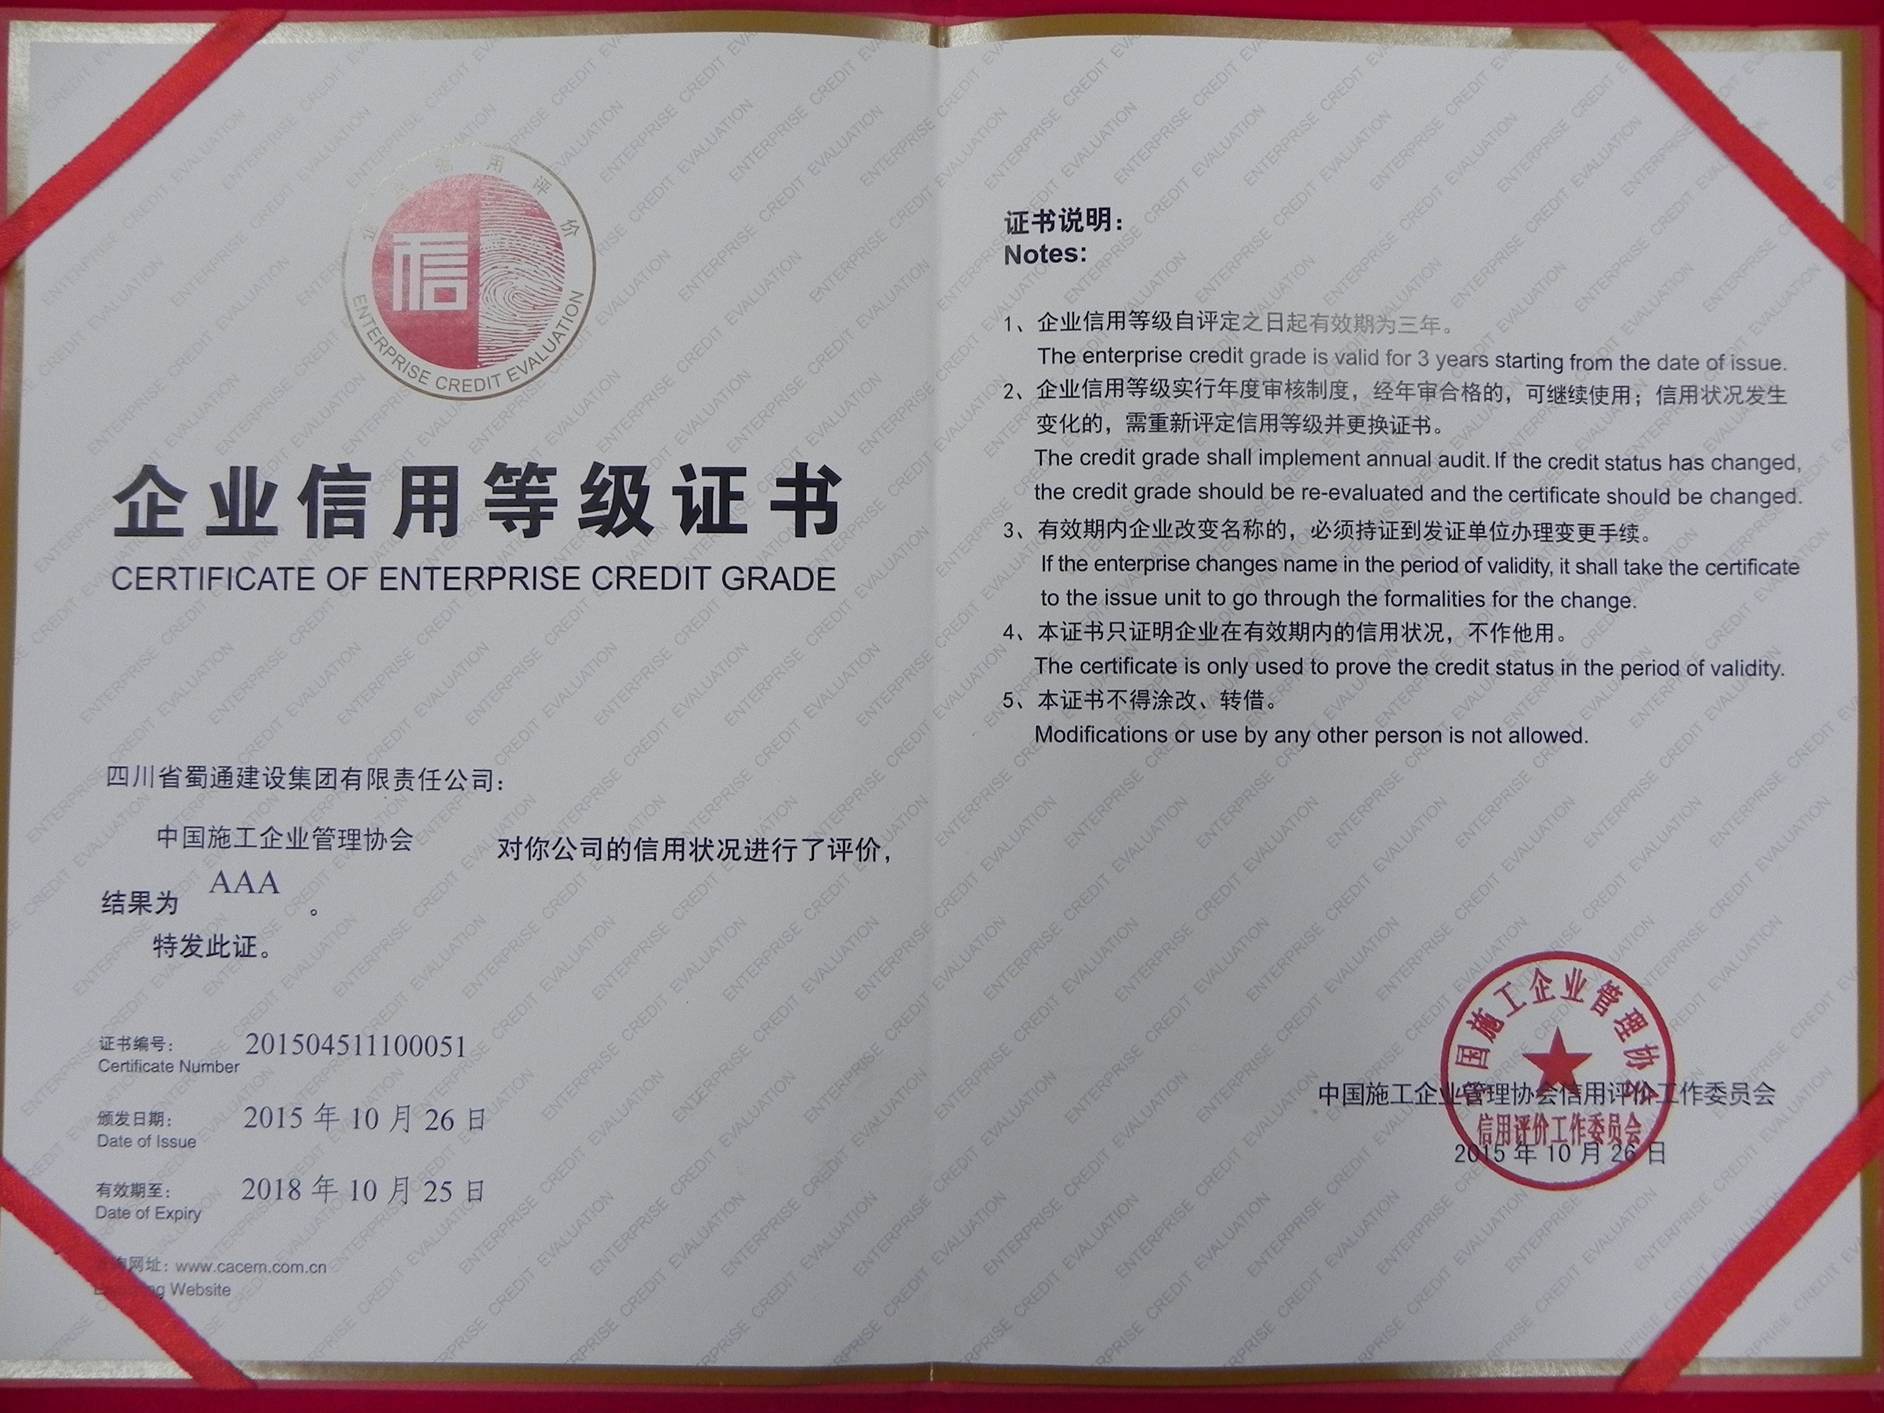 企业信用评价
信
ENTERPRISE CREDIT EVALUATION
企业信用等级证书
CERTIFICATE OF ENTERPRISE CREDIT GRADE
四川省蜀通建设集团有限责任公司：
中国施工企业管理协会 对你公司的信用状况进行了评价，
结果为 AAA 。
特发此证。
证书编号： 201504511100051
Certificate Number
颁发日期： 2015 年 10 月 26 日
Date of Issue
有效期至： 2018 年 10 月 25 日
Date of Expiry
网址：www.cacem.com.cn
Website
证书说明：
Notes:
1、企业信用等级自评定之日起有效期为三年。
The enterprise credit grade is valid for 3 years starting from the date of issue.
2、企业信用等级实行年度审核制度，经年审合格的，可继续使用；信用状况发生
变化的，需重新评定信用等级并更换证书。
The credit grade shall implement annual audit. If the credit status has changed,
the credit grade should be re-evaluated and the certificate should be changed.
3、有效期内企业改变名称的，必须持证到发证单位办理变更手续。
If the enterprise changes name in the period of validity, it shall take the certificate
to the issue unit to go through the formalities for the change.
4、本证书只证明企业在有效期内的信用状况，不作他用。
The certificate is only used to prove the credit status in the period of validity.
5、本证书不得涂改、转借。
Modifications or use by any other person is not allowed.
中国施工企业管理协会
中国施工企业管理协会信用评价工作委员会
信用评价工作委员会
2015 年 10 月 26 日